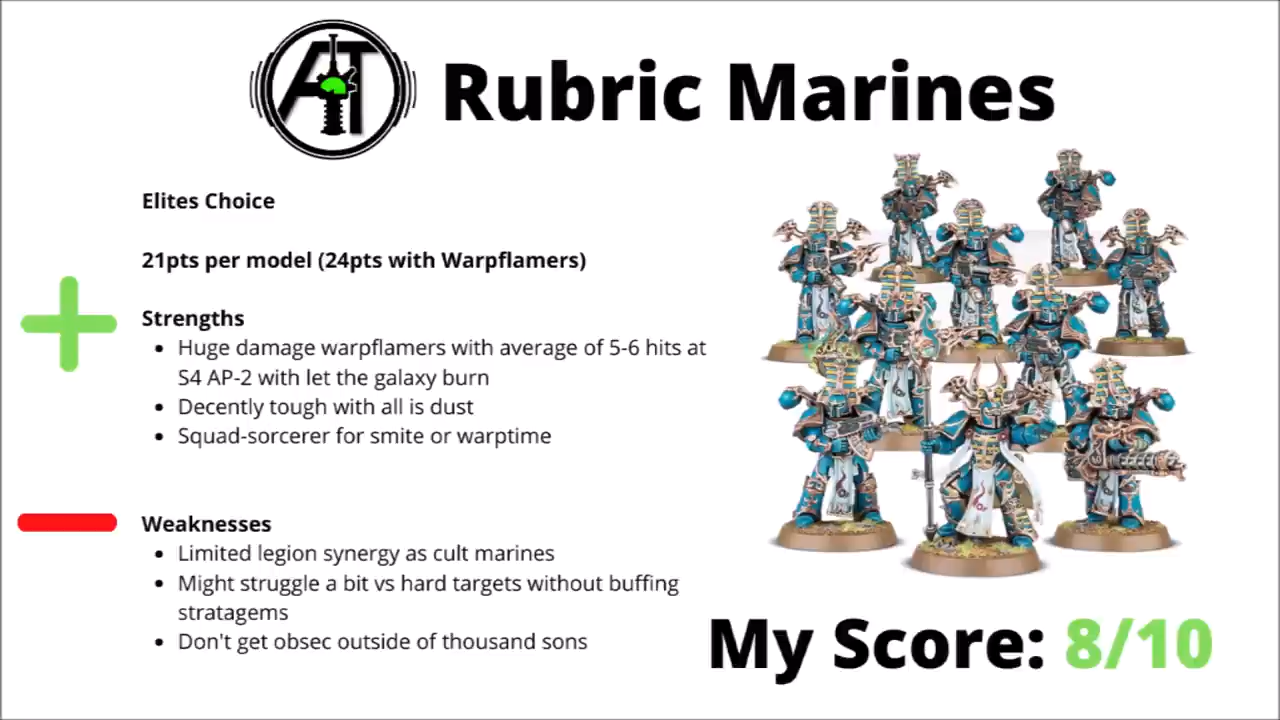 AT
Rubric Marines
Elites Choice
21pts per model (24pts with Warpflamers)
Strengths
• Huge damage warpflamers with average of 5-6 hits at
S4 AP-2 with let the galaxy burn
• Decently tough with all is dust
• Squad-sorcerer for smite or warptime
Weaknesses
• Limited legion synergy as cult marines
• Might struggle a bit vs hard targets without buffing
stratagems
• Don't get obsec outside of thousand sons
My Score: 8/10